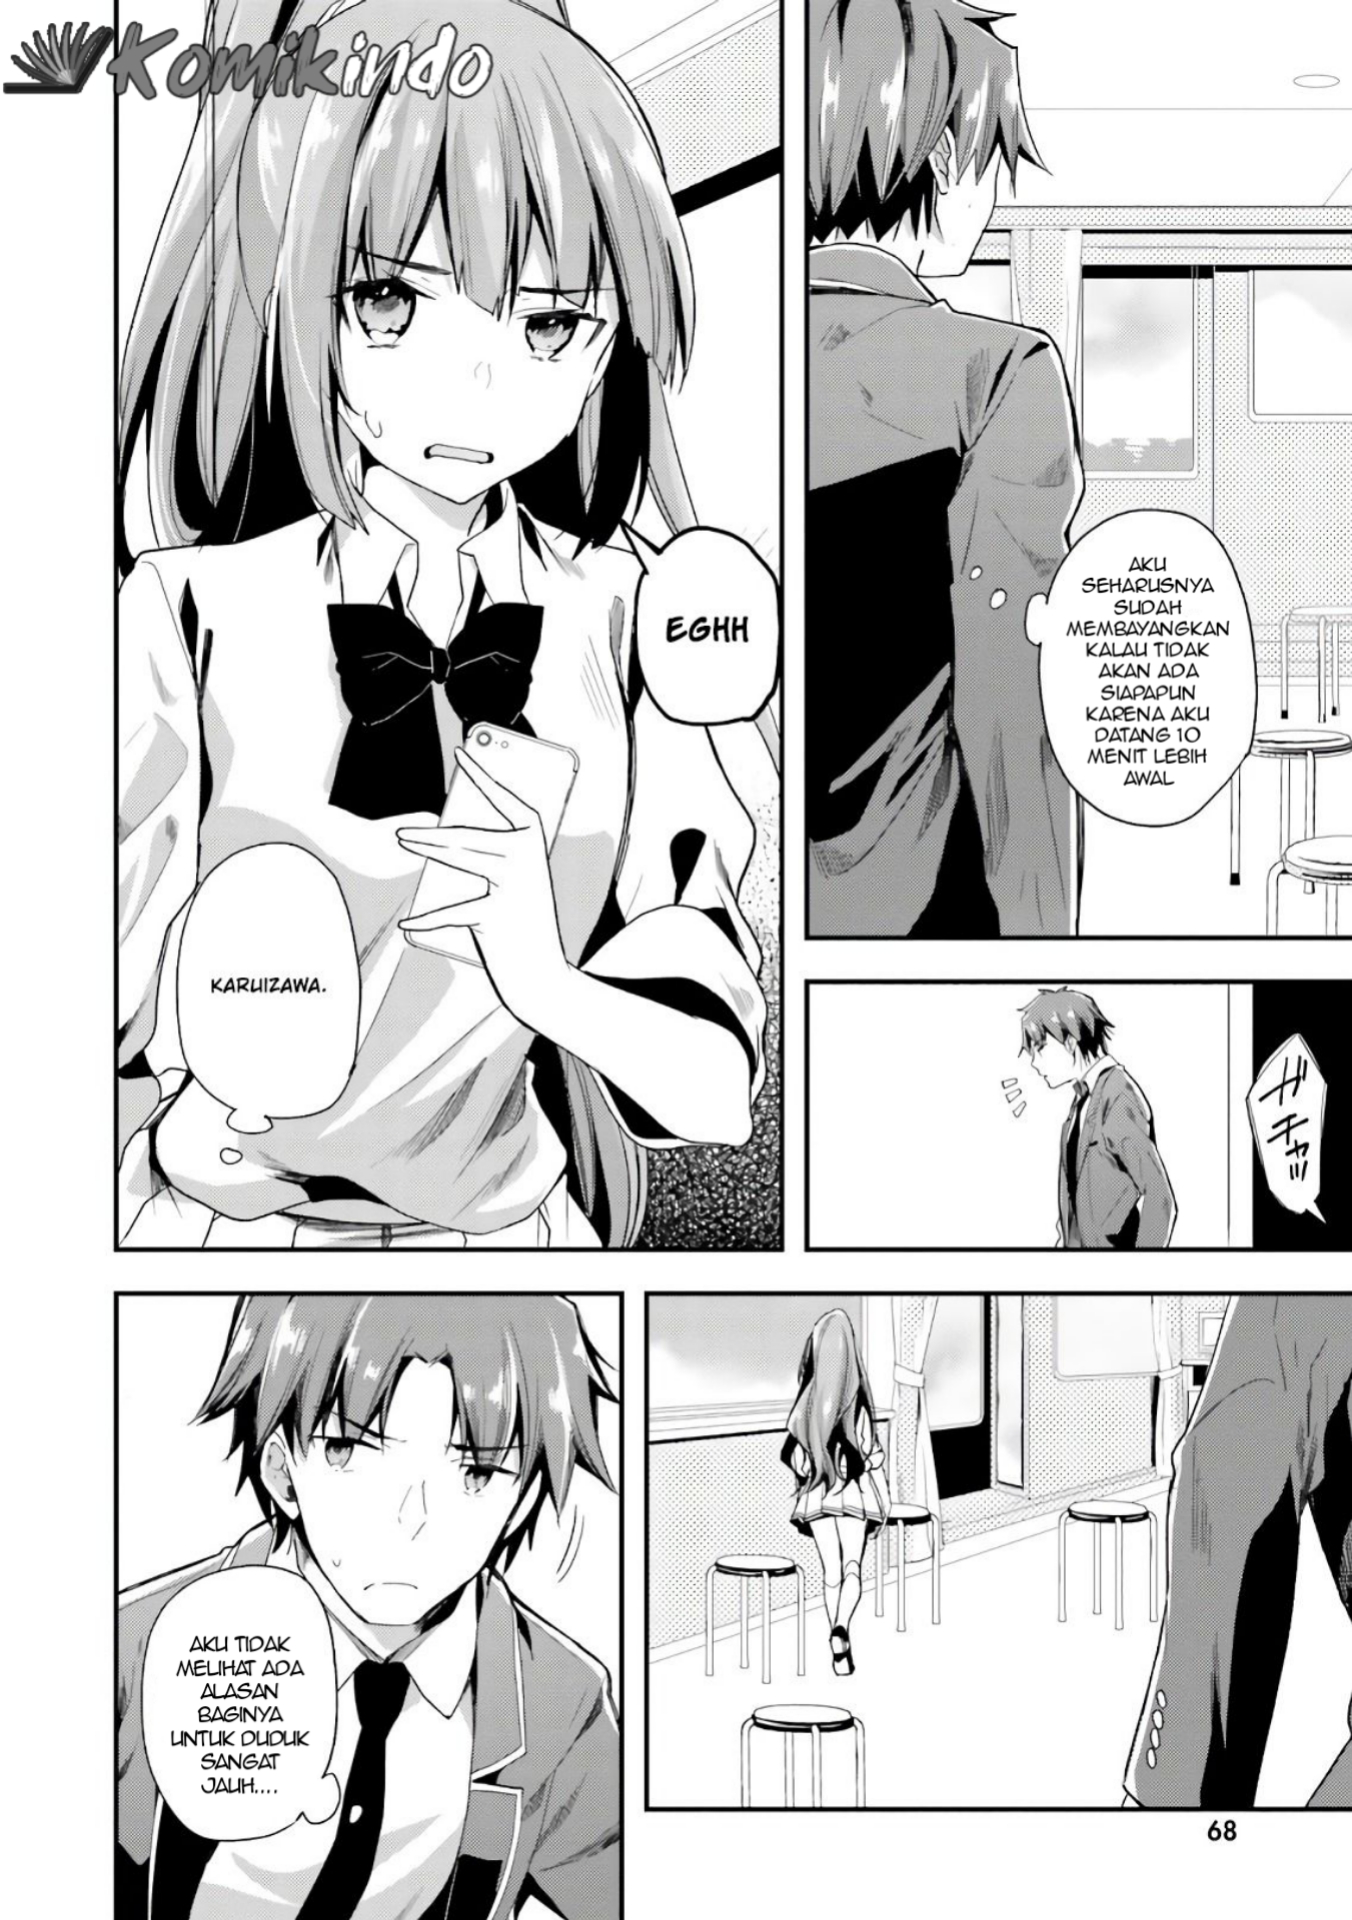 Komikindo
AKU
SEHARUSNYA
SUDAH
MEMBAYANGKAN
KALAU TIDAK
AKAN ADA
SIAPAPUN
KARENA AKU
DATANG 10
MENIT LEBIH
AWAL
ガチャッ
EGHH
KARUIZAWA.
AKU TIDAK
MELIHAT ADA
ALASAN
BAGINYA
UNTUK DUDUK
SANGAT
JAUH....
68